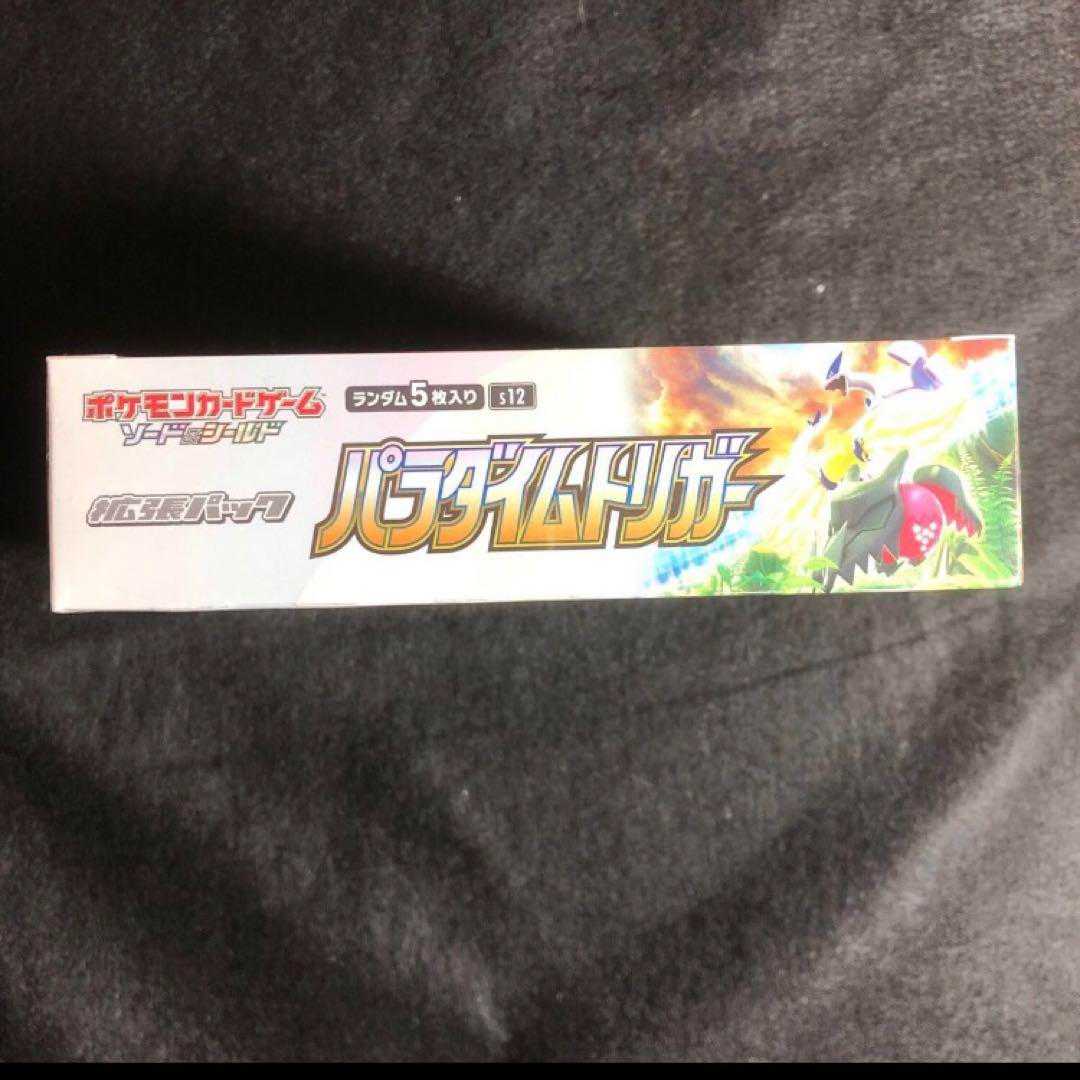 ポケモンカードゲーム
ソード&シールド
ランダム5枚入り s12
拡張パック
パラダイムトリガー